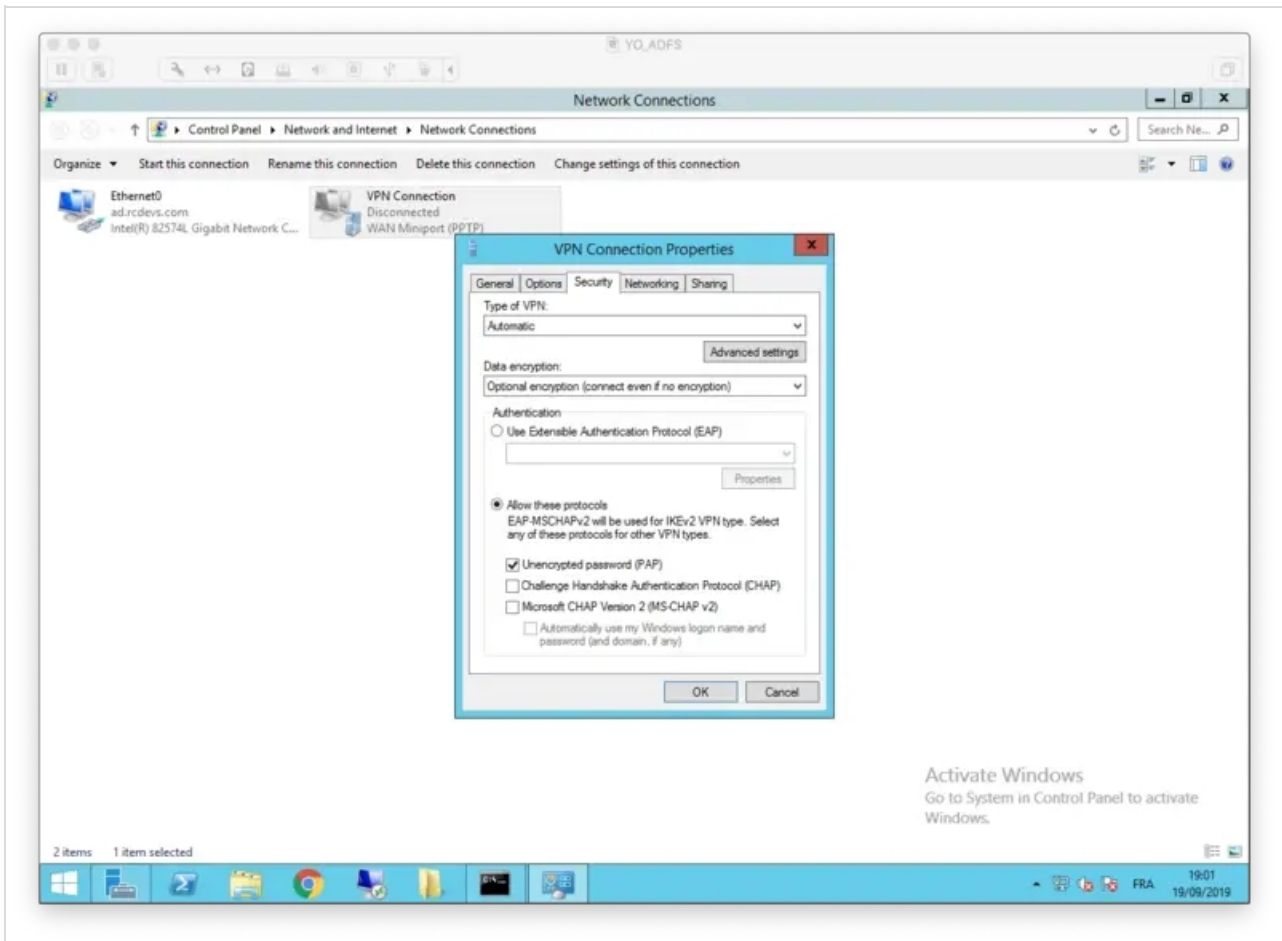 YO_ADFS
Network Connections
Control Panel Network and Internet Network Connections
Search Ne...
Organize Start this connection Rename this connection Delete this connection Change settings of this connection
Ethernet0
ad.rcdevs.com
Intel(R) 82574L Gigabit Network C...
VPN Connection
Disconnected
WAN Miniport (PPTP)
VPN Connection Properties
General Options Security Networking Sharing
Type of VPN:
Automatic
Advanced settings
Data encryption:
Optional encryption (connect even if no encryption)
Authentication
Use Extensible Authentication Protocol (EAP)
Properties
Allow these protocols
EAP-MSCHAPv2 will be used for IKEv2 VPN type. Select
any of these protocols for other VPN types.
Unencrypted password (PAP)
Challenge Handshake Authentication Protocol (CHAP)
Microsoft CHAP Version 2 (MS-CHAP v2)
Automatically use my Windows logon name and
password (and domain, if any)
OK Cancel
Activate Windows
Go to System in Control Panel to activate
Windows.
2 items 1 item selected
FRA
19:01
19/09/2019